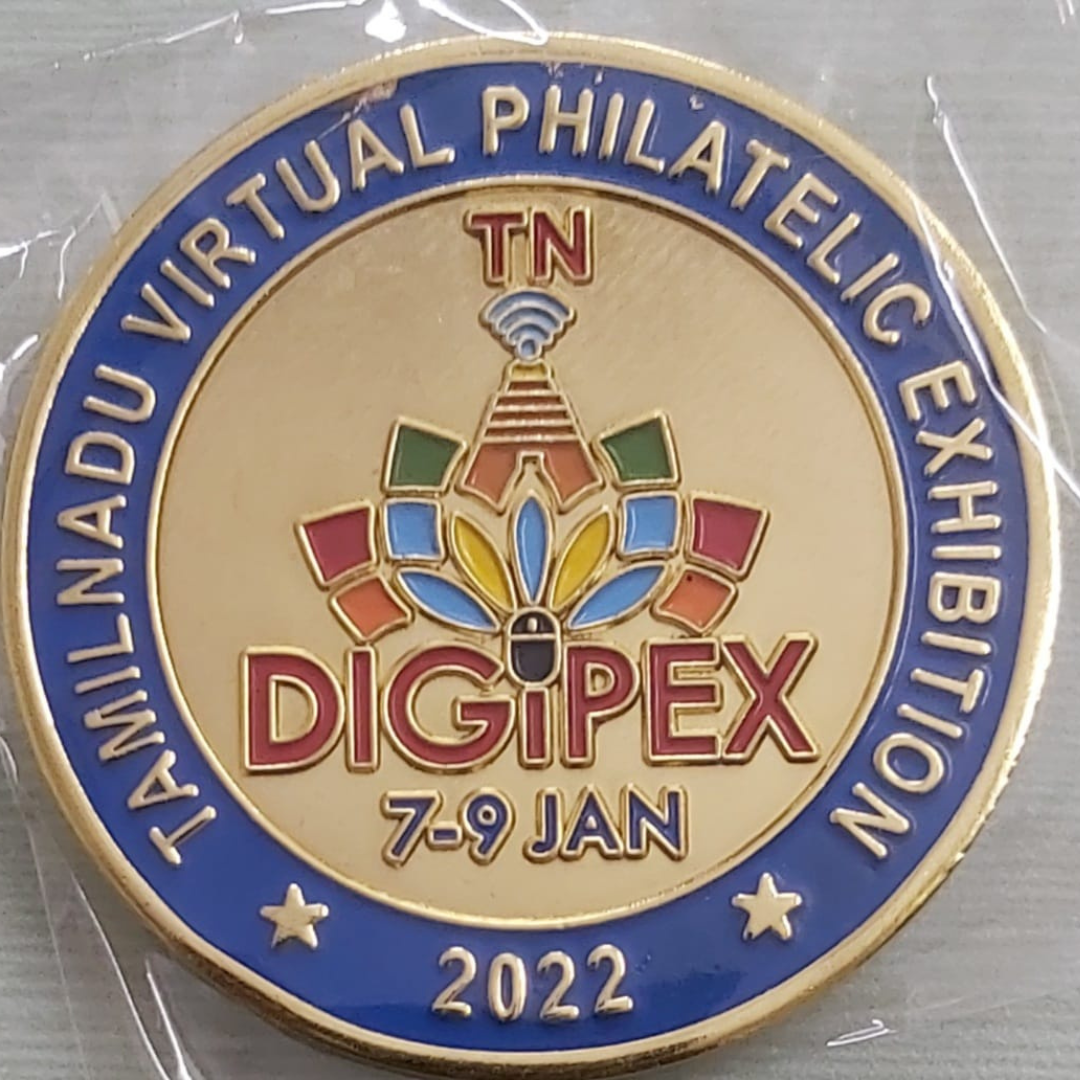 TAMILNADU VIRTUAL PHILATELIC EXHIBITION
TN
DIGiPEX
7-9 JAN
2022